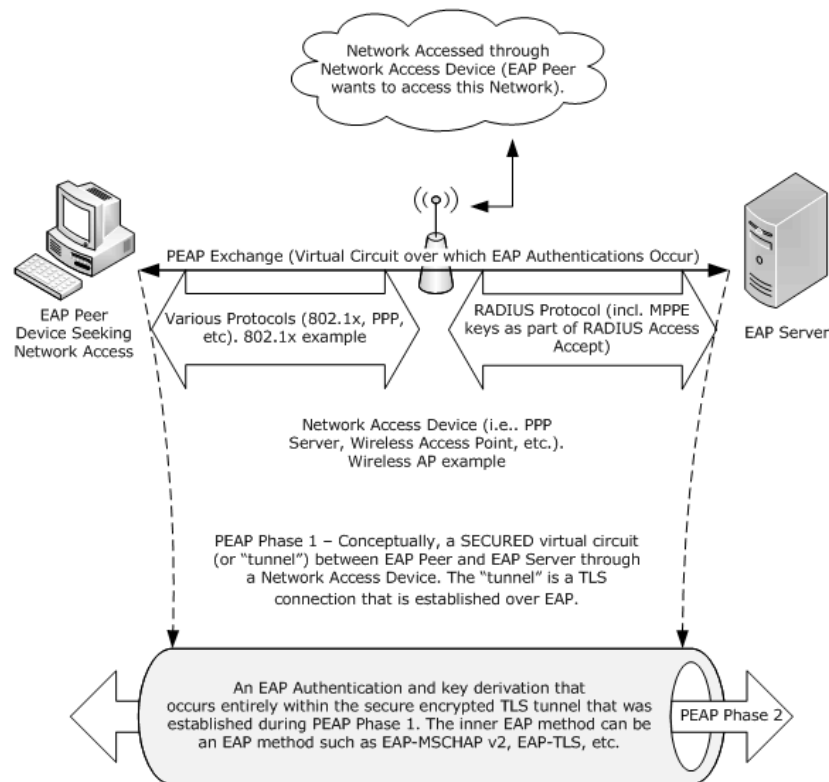 Network Accessed through
Network Access Device (EAP Peer
wants to access this Network).
PEAP Exchange (Virtual Circuit over which EAP Authentications Occur)
EAP Peer
Device Seeking
Network Access
Various Protocols (802.1x, PPP,
etc). 802.1x example
RADIUS Protocol (incl. MPPE
keys as part of RADIUS Access
Accept)
EAP Server
Network Access Device (i.e.. PPP
Server, Wireless Access Point, etc.).
Wireless AP example
PEAP Phase 1 – Conceptually, a SECURED virtual circuit
(or “tunnel”) between EAP Peer and EAP Server through
a Network Access Device. The “tunnel” is a TLS
connection that is established over EAP.
An EAP Authentication and key derivation that
occurs entirely within the secure encrypted TLS tunnel that was
established during PEAP Phase 1. The inner EAP method can be
an EAP method such as EAP-MSCHAP v2, EAP-TLS, etc.
PEAP Phase 2